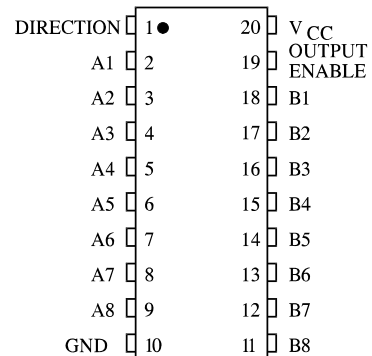 DIRECTION 1 20 VCC
A1 2 19 OUTPUT ENABLE
A2 3 18 B1
A3 4 17 B2
A4 5 16 B3
A5 6 15 B4
A6 7 14 B5
A7 8 13 B6
A8 9 12 B7
GND 10 11 B8